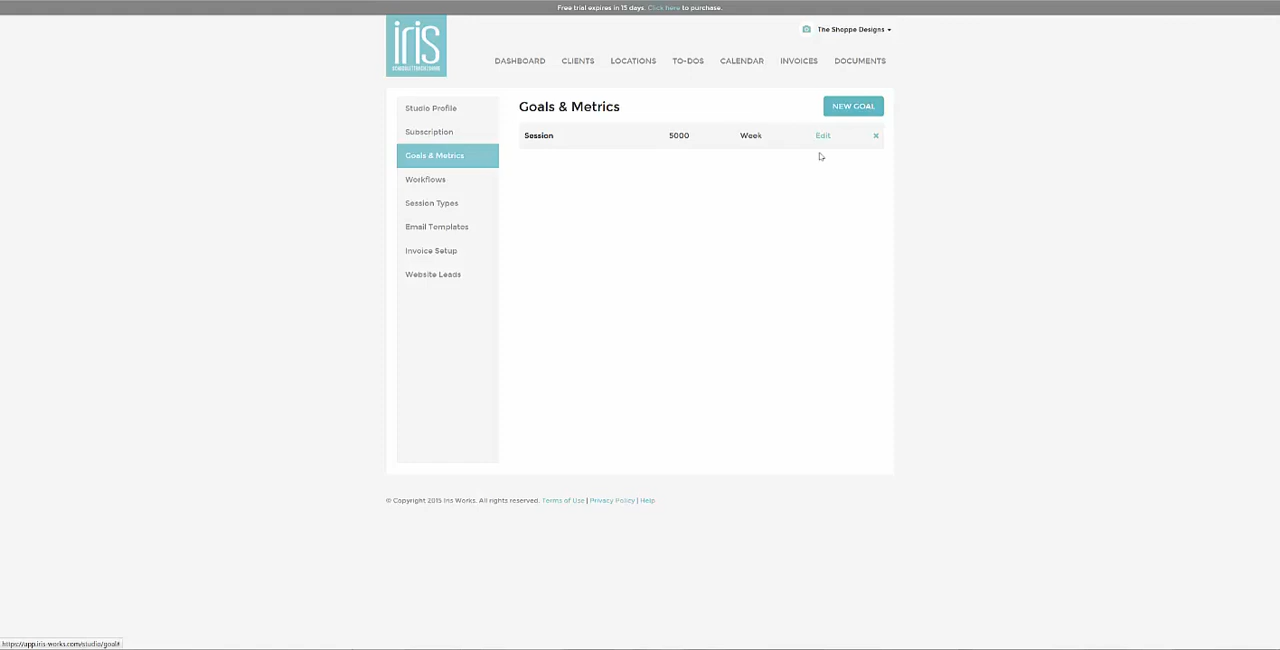 Free trial expires in 15 days. Click here to purchase.
iris
The Shoppe Designs
DASHBOARD CLIENTS LOCATIONS TO-DOS CALENDAR INVOICES DOCUMENTS
Studio Profile
Subscription
Goals & Metrics
Workflows
Session Types
Email Templates
Invoice Setup
Website Leads
Goals & Metrics
NEW GOAL
Session 5000 Week Edit ×
© Copyright 2015 Iris Works. All rights reserved. Terms of Use | Privacy Policy | Help
https://app.iris-works.com/studio/goal#